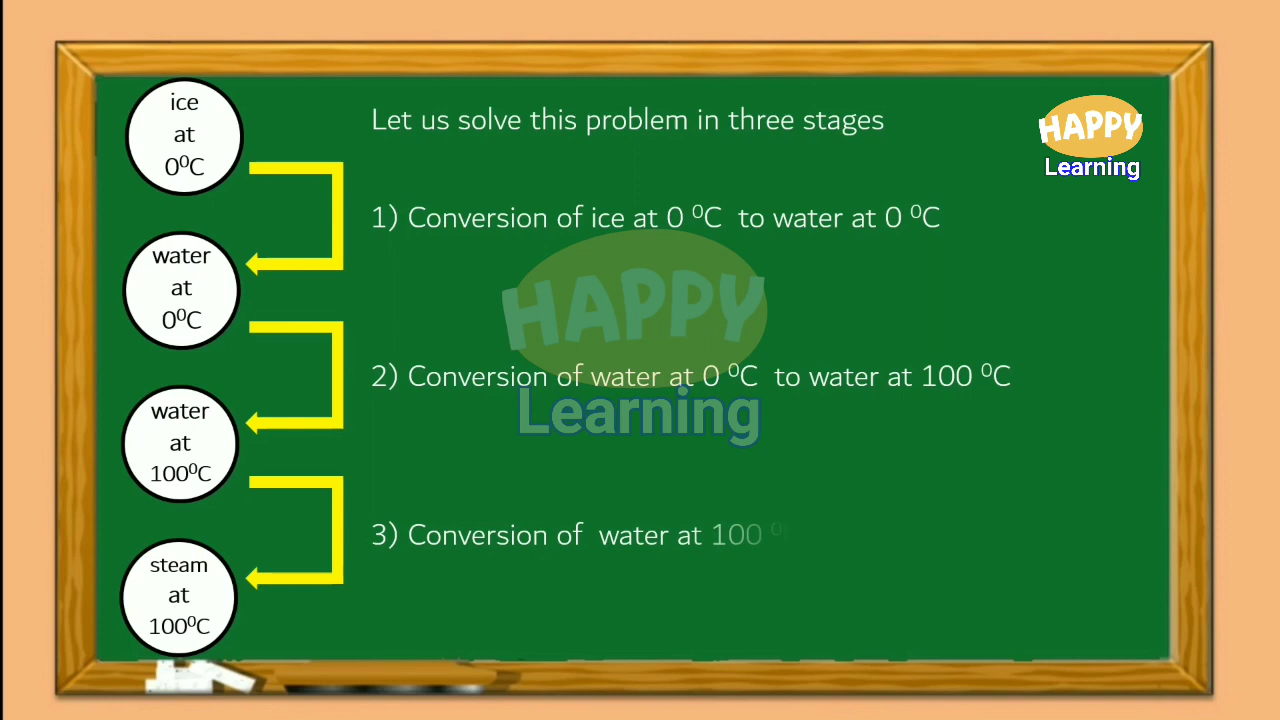 ice
at
0⁰C
Let us solve this problem in three stages
HAPPY
Learning
1) Conversion of ice at 0 ⁰C to water at 0 ⁰C
water
at
0⁰C
HAPPY
Learning
2) Conversion of water at 0 ⁰C to water at 100 ⁰C
water
at
100⁰C
3) Conversion of water at 100 ⁰
steam
at
100⁰C